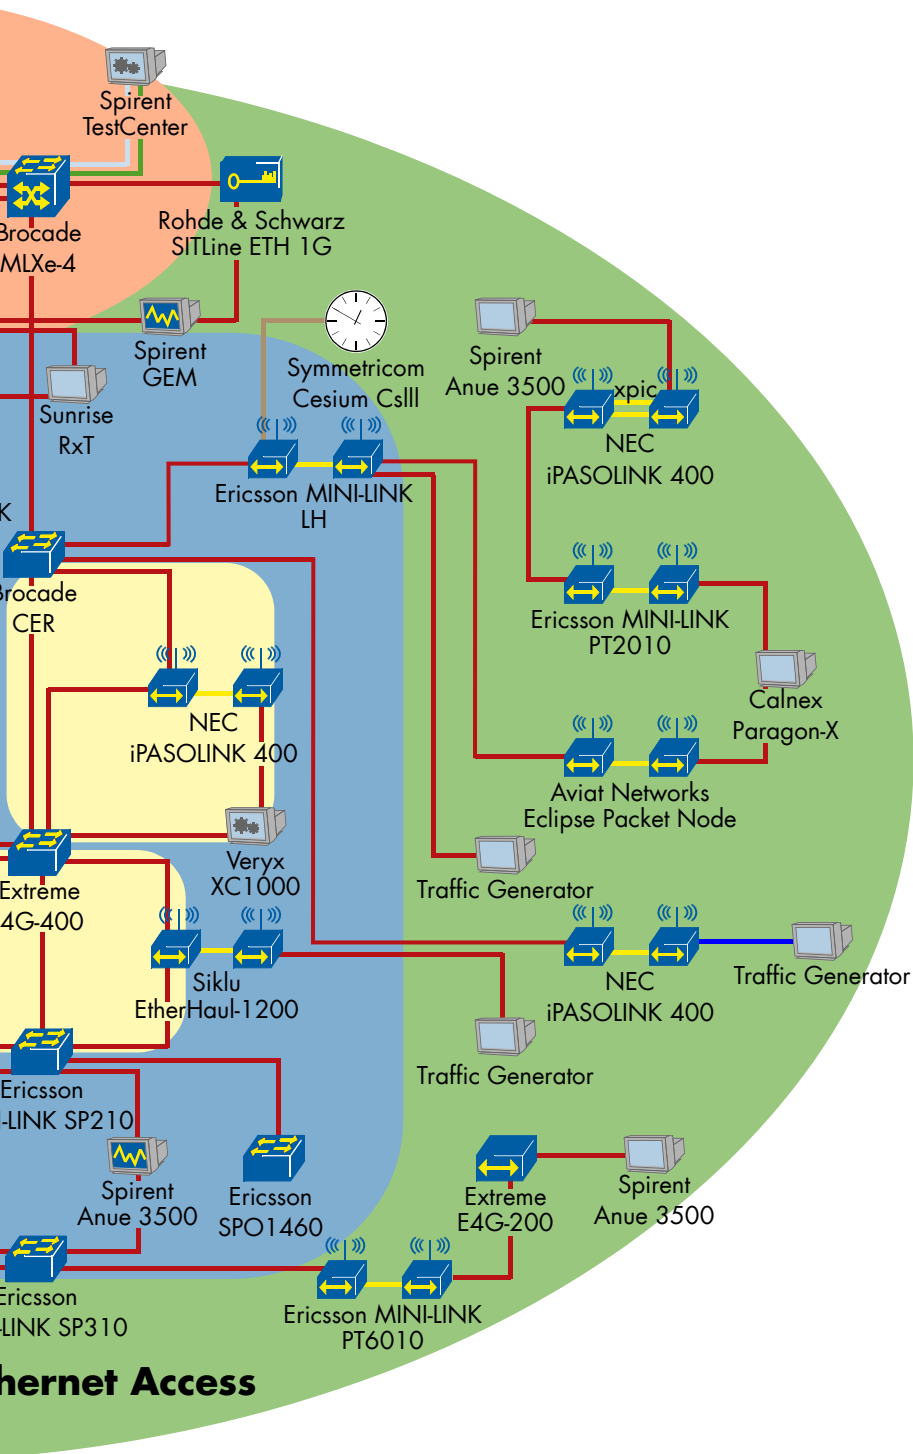 Spirent
TestCenter
Brocade
MLXe-4
Rohde & Schwarz
SITLine ETH 1G
Spirent
GEM
Symmetricom
Cesium CsIII
Spirent
Anue 3500
xpic
NEC
iPASOLINK 400
Sunrise
RxT
Ericsson MINI-LINK
LH
K
Brocade
CER
Ericsson MINI-LINK
PT2010
NEC
iPASOLINK 400
Calnex
Paragon-X
Aviat Networks
Eclipse Packet Node
Veryx
XC1000
Traffic Generator
Extreme
4G-400
Siklu
EtherHaul-1200
NEC
iPASOLINK 400
Traffic Generator
Traffic Generator
Ericsson
I-LINK SP210
Spirent
Anue 3500
Ericsson
SPO1460
Extreme
E4G-200
Spirent
Anue 3500
Ericsson
-LINK SP310
Ericsson MINI-LINK
PT6010
hernet Access